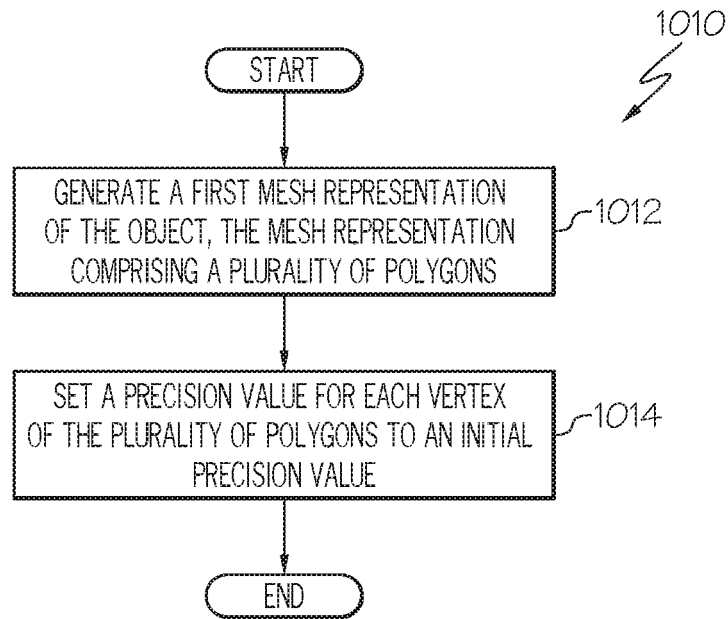 1010
START
GENERATE A FIRST MESH REPRESENTATION
OF THE OBJECT, THE MESH REPRESENTATION
COMPRISING A PLURALITY OF POLYGONS
1012
SET A PRECISION VALUE FOR EACH VERTEX
OF THE PLURALITY OF POLYGONS TO AN INITIAL
PRECISION VALUE
1014
END